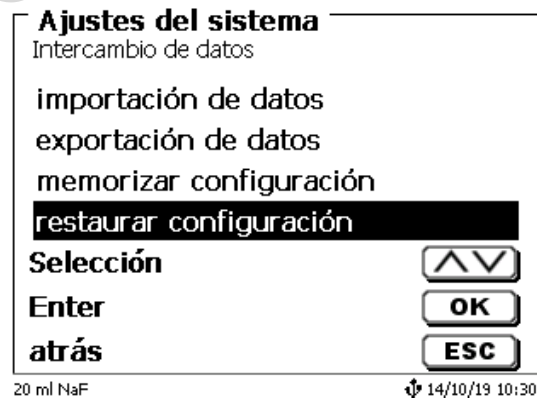 Ajustes del sistema
Intercambio de datos
importación de datos
exportación de datos
memorizar configuración
restaurar configuración
Selección
Enter OK
atrás ESC
20 ml NaF 14/10/19 10:30